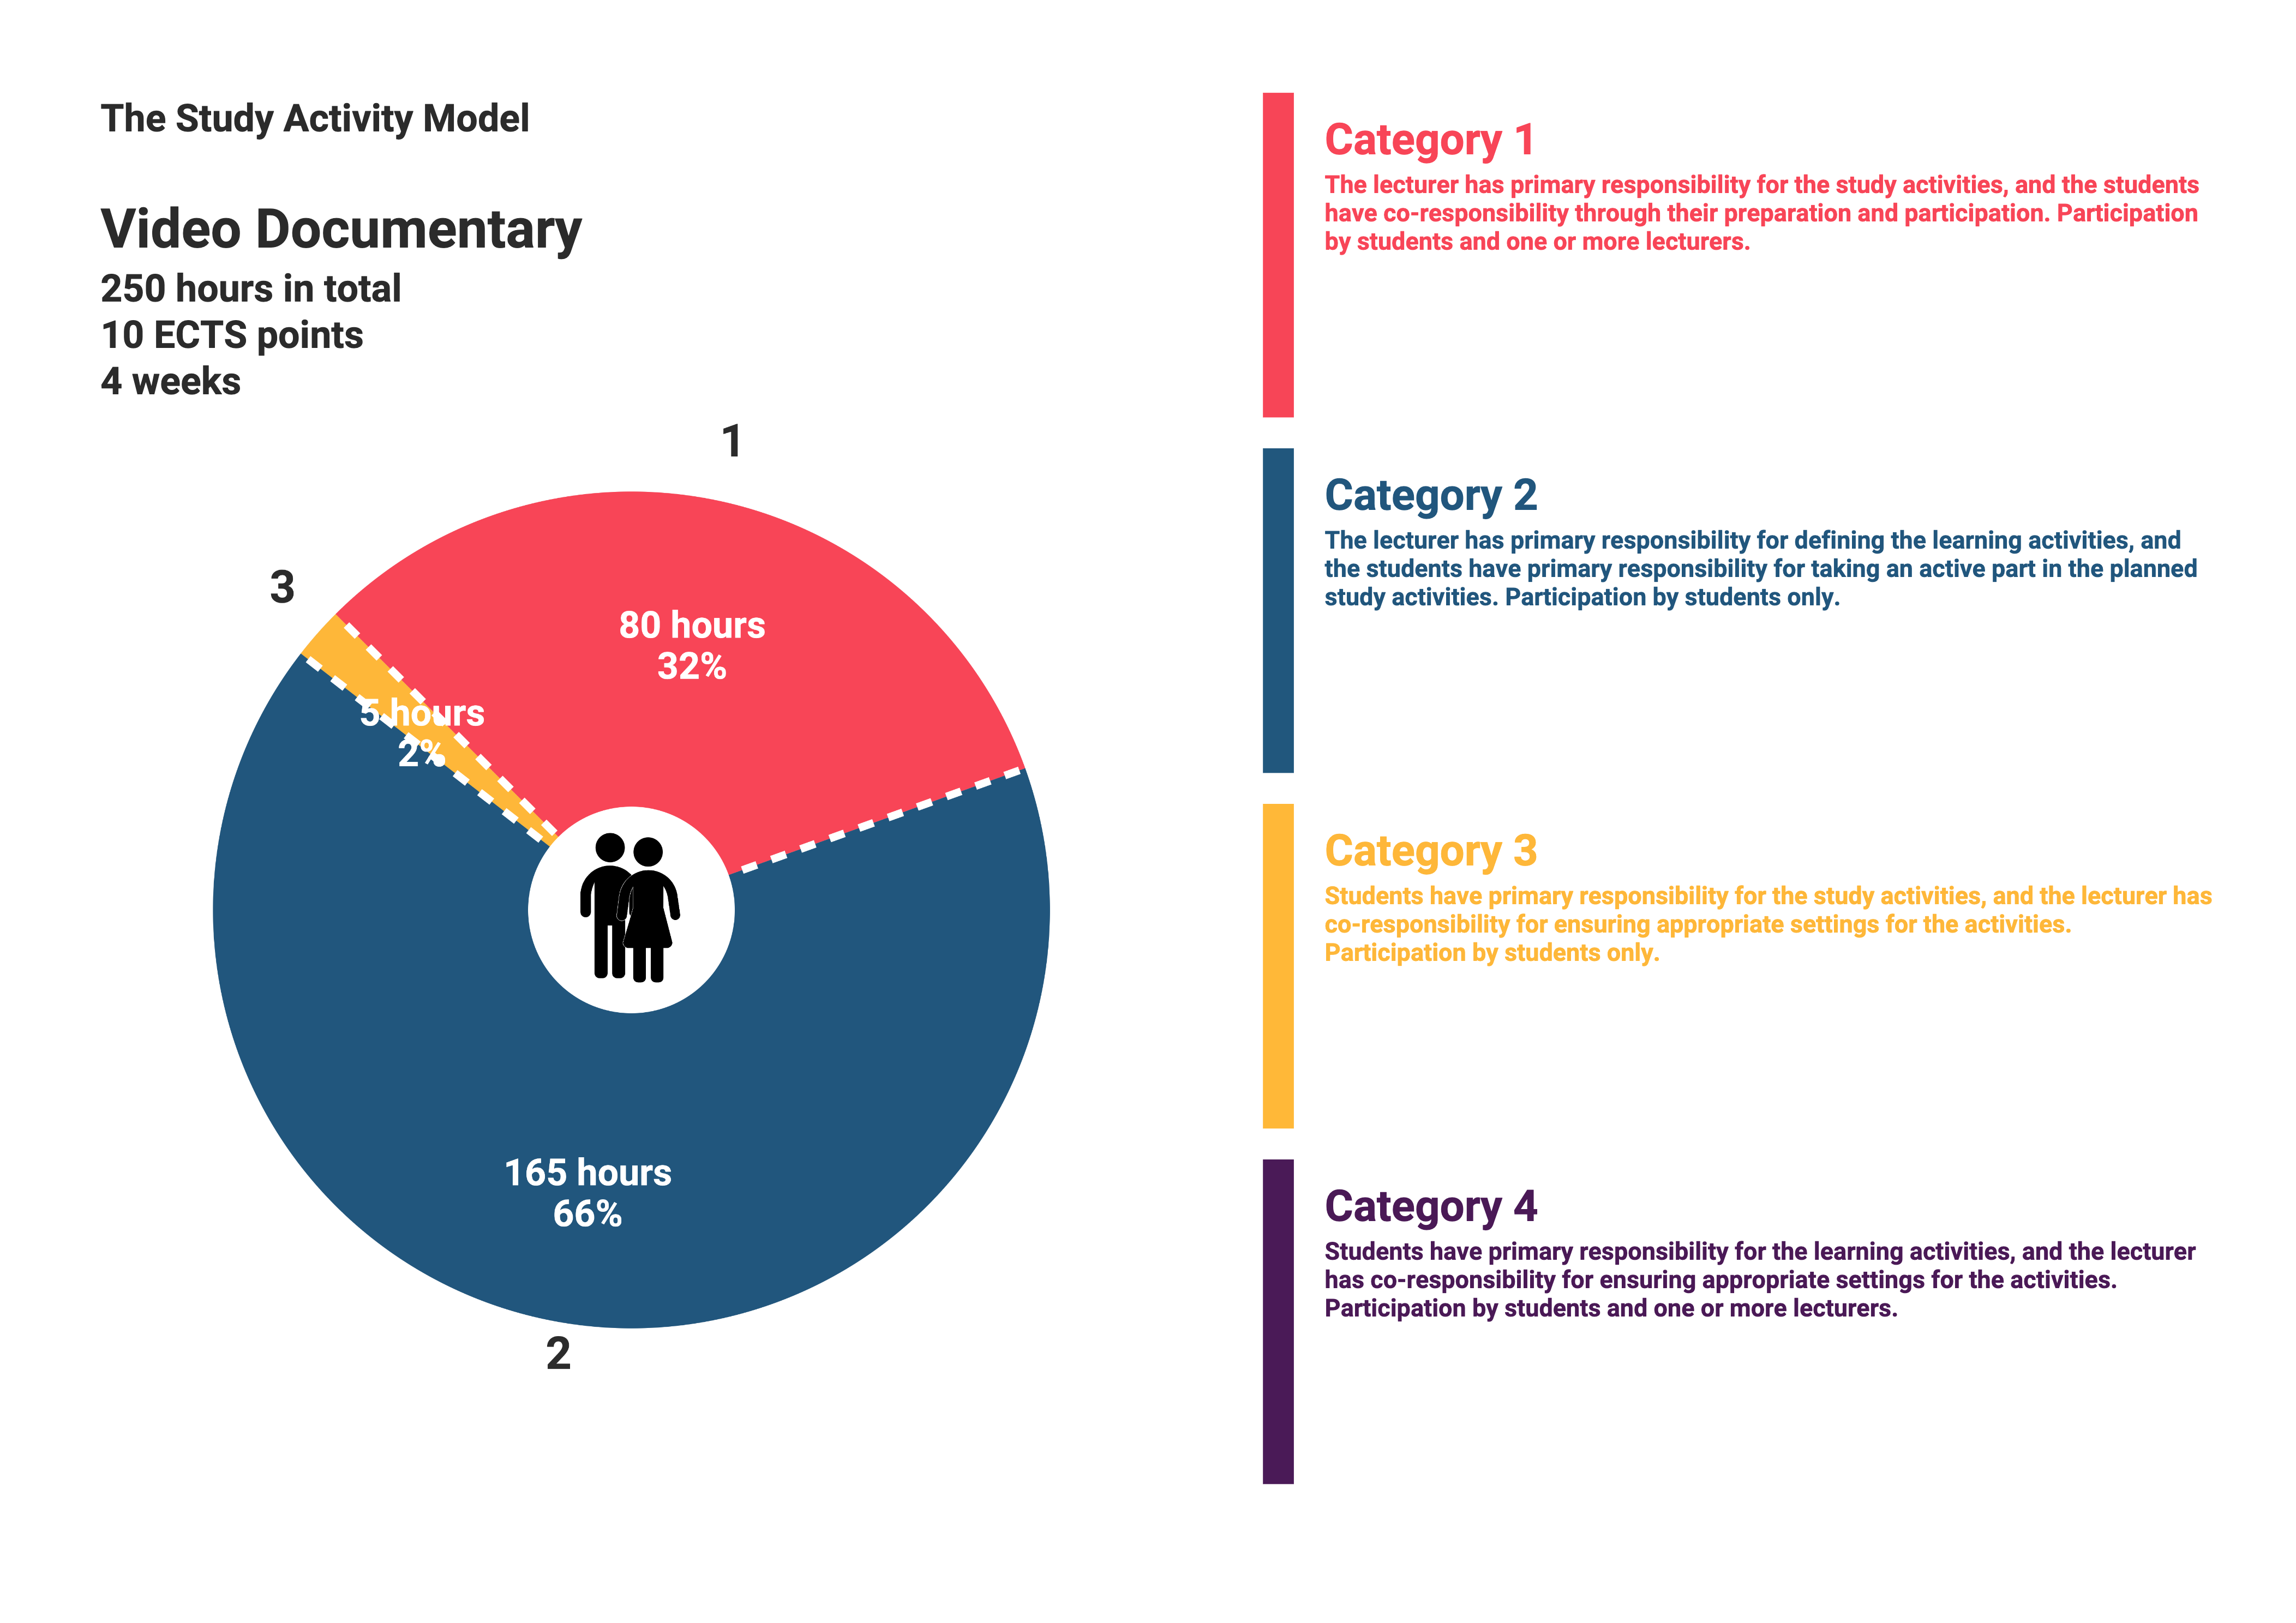 The Study Activity Model
Video Documentary
250 hours in total
10 ECTS points
4 weeks
1
3
80 hours
32%
5 hours
2%
165 hours
66%
2
Category 1
The lecturer has primary responsibility for the study activities, and the students
have co-responsibility through their preparation and participation. Participation
by students and one or more lecturers.
Category 2
The lecturer has primary responsibility for defining the learning activities, and
the students have primary responsibility for taking an active part in the planned
study activities. Participation by students only.
Category 3
Students have primary responsibility for the study activities, and the lecturer has
co-responsibility for ensuring appropriate settings for the activities.
Participation by students only.
Category 4
Students have primary responsibility for the learning activities, and the lecturer
has co-responsibility for ensuring appropriate settings for the activities.
Participation by students and one or more lecturers.